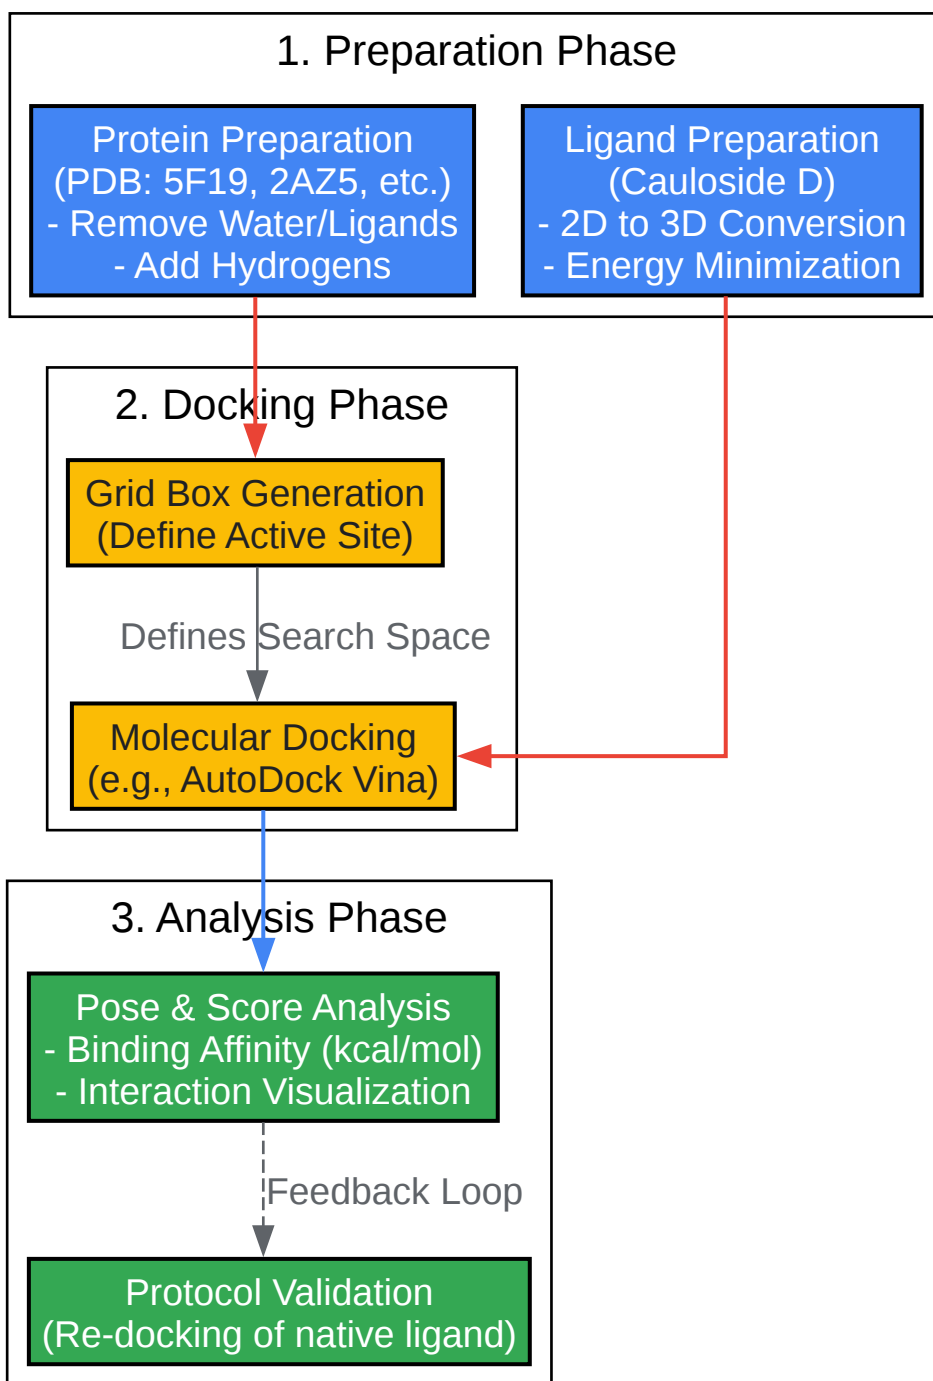 1. Preparation Phase
Protein Preparation
(PDB: 5F19, 2AZ5, etc.)
- Remove Water/Ligands
- Add Hydrogens
Ligand Preparation
(Cauloside D)
- 2D to 3D Conversion
- Energy Minimization
2. Docking Phase
Grid Box Generation
(Define Active Site)
Defines Search Space
Molecular Docking
(e.g., AutoDock Vina)
3. Analysis Phase
Pose & Score Analysis
- Binding Affinity (kcal/mol)
- Interaction Visualization
Feedback Loop
Protocol Validation
(Re-docking of native ligand)